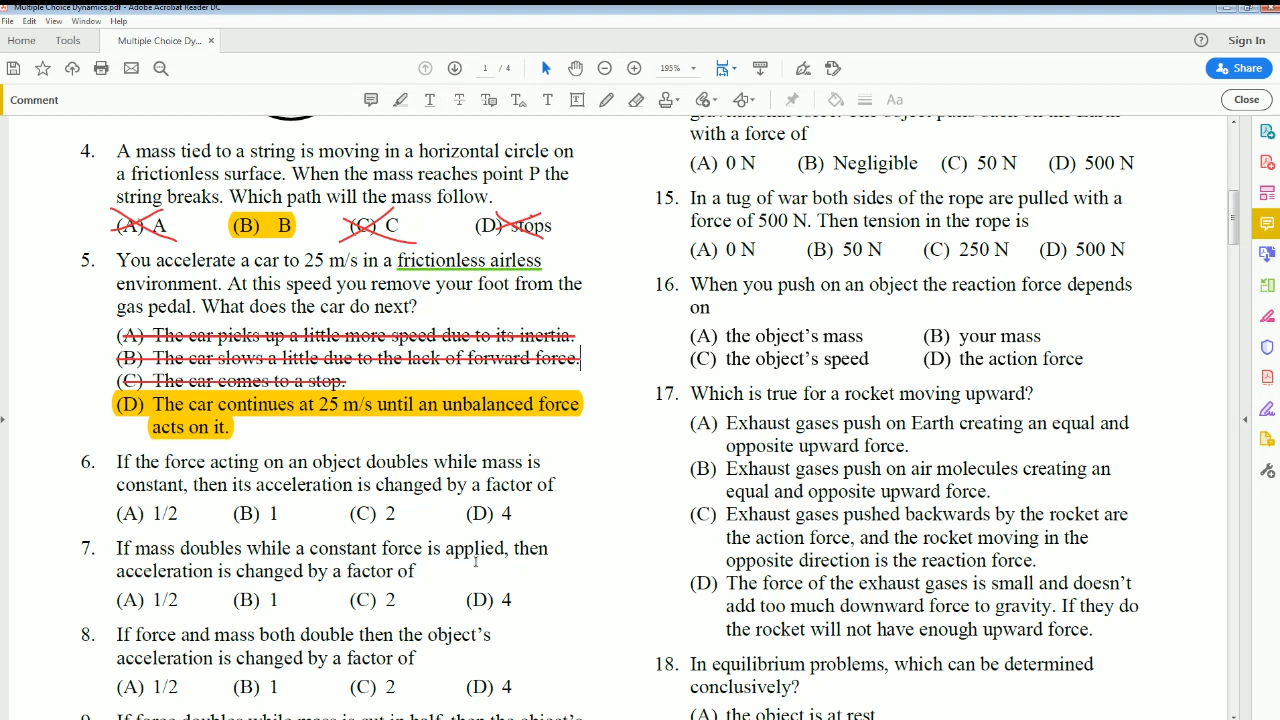 Multiple Choice Dynamics.pdf - Adobe Acrobat Reader DC
File Edit View Window Help
Home Tools Multiple Choice Dy... × Sign In
1 / 4 195% Share
Comment Close
4. A mass tied to a string is moving in a horizontal circle on
a frictionless surface. When the mass reaches point P the
string breaks. Which path will the mass follow.
(A) A (B) B (C) C (D) stops
5. You accelerate a car to 25 m/s in a frictionless airless
environment. At this speed you remove your foot from the
gas pedal. What does the car do next?
(A) The car picks up a little more speed due to its inertia.
(B) The car slows a little due to the lack of forward force.
(C) The car comes to a stop.
(D) The car continues at 25 m/s until an unbalanced force
acts on it.
6. If the force acting on an object doubles while mass is
constant, then its acceleration is changed by a factor of
(A) 1/2 (B) 1 (C) 2 (D) 4
7. If mass doubles while a constant force is applied, then
acceleration is changed by a factor of
(A) 1/2 (B) 1 (C) 2 (D) 4
8. If force and mass both double then the object's
acceleration is changed by a factor of
(A) 1/2 (B) 1 (C) 2 (D) 4
9. If force doubles while mass is cut in half, then the object's
with a force of
(A) 0 N (B) Negligible (C) 50 N (D) 500 N
15. In a tug of war both sides of the rope are pulled with a
force of 500 N. Then tension in the rope is
(A) 0 N (B) 50 N (C) 250 N (D) 500 N
16. When you push on an object the reaction force depends
on
(A) the object's mass (B) your mass
(C) the object's speed (D) the action force
17. Which is true for a rocket moving upward?
(A) Exhaust gases push on Earth creating an equal and
opposite upward force.
(B) Exhaust gases push on air molecules creating an
equal and opposite upward force.
(C) Exhaust gases pushed backwards by the rocket are
the action force, and the rocket moving in the
opposite direction is the reaction force.
(D) The force of the exhaust gases is small and doesn't
add too much downward force to gravity. If they do
the rocket will not have enough upward force.
18. In equilibrium problems, which can be determined
conclusively?
(A) the object is at rest